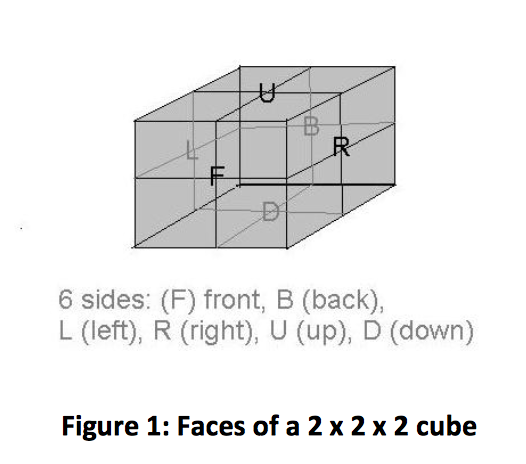 U
B
L
R
F
D
6 sides: (F) front, B (back),
L (left), R (right), U (up), D (down)
Figure 1: Faces of a 2 x 2 x 2 cube